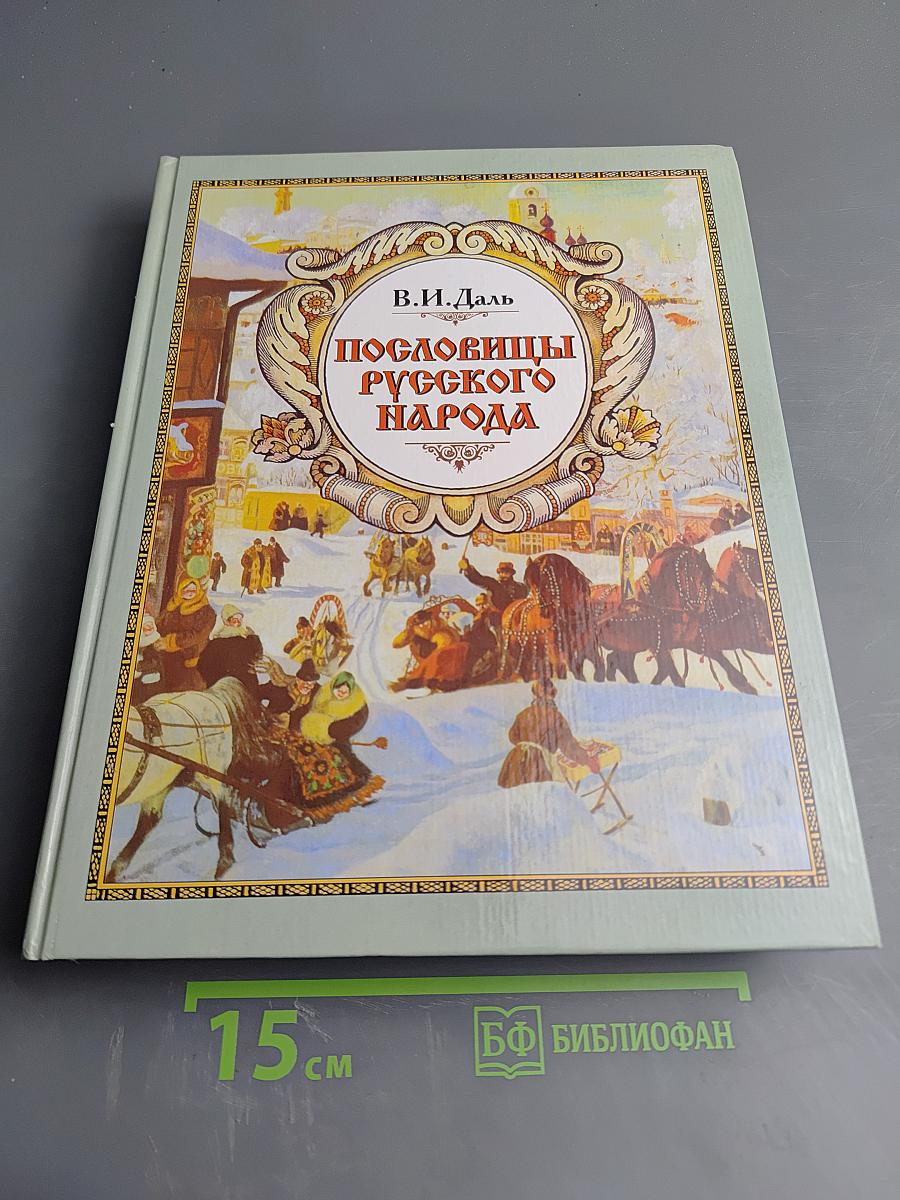 В.И.Даль
ПОСЛОВИЦЫ
РУССКОГО
НАРОДА
15 см
БФ БИБЛИОФАН